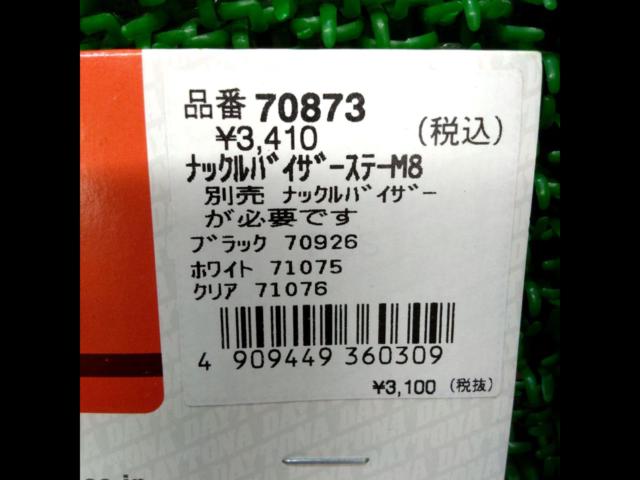 品番 70873
¥3,410 (税込)
ﾅｯｸﾙﾊﾞｲｻﾞｰｽﾃｰM8
別売 ﾅｯｸﾙﾊﾞｲｻﾞｰ
が必要です
ﾌﾞﾗｯｸ 70926
ﾎﾜｲﾄ 71075
ｸﾘｱ 71076
4 909449 360309
¥3,100 (税抜)
DAYTONA